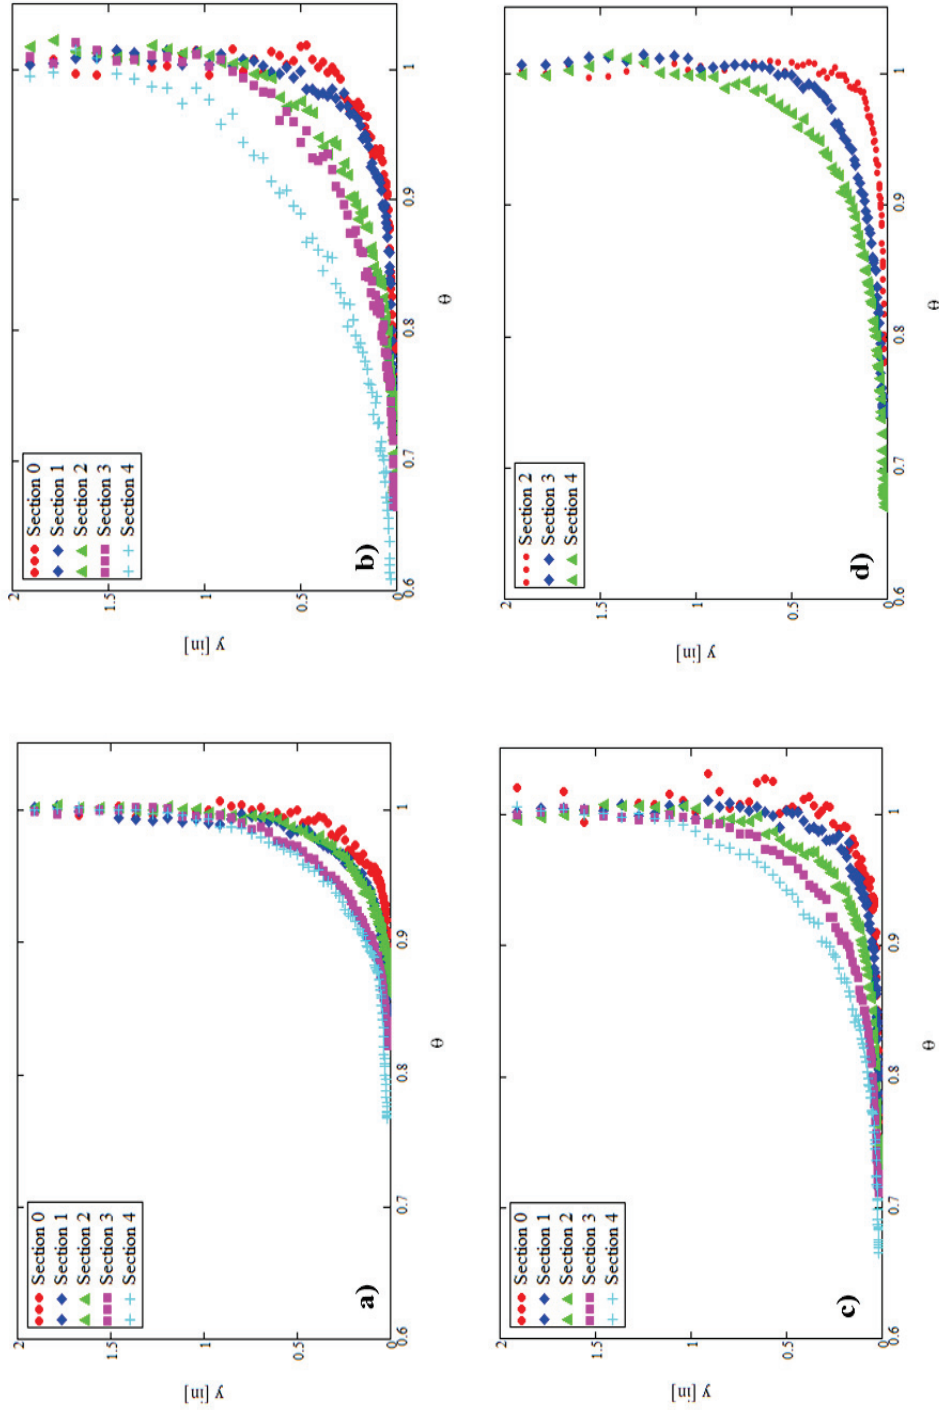 2
Section 0
Section 1
Section 2
Section 3
Section 4
1.5
1
y [in]
0.5
a)
0
0.6
0.7
0.8
0.9
1
θ
2
Section 0
Section 1
Section 2
Section 3
Section 4
1.5
1
y [in]
0.5
b)
0
0.6
0.7
0.8
0.9
1
θ
2
Section 0
Section 1
Section 2
Section 3
Section 4
1.5
1
y [in]
0.5
c)
0
0.6
0.7
0.8
0.9
1
θ
2
Section 2
Section 3
Section 4
1.5
1
y [in]
0.5
d)
0
0.6
0.7
0.8
0.9
1
θ